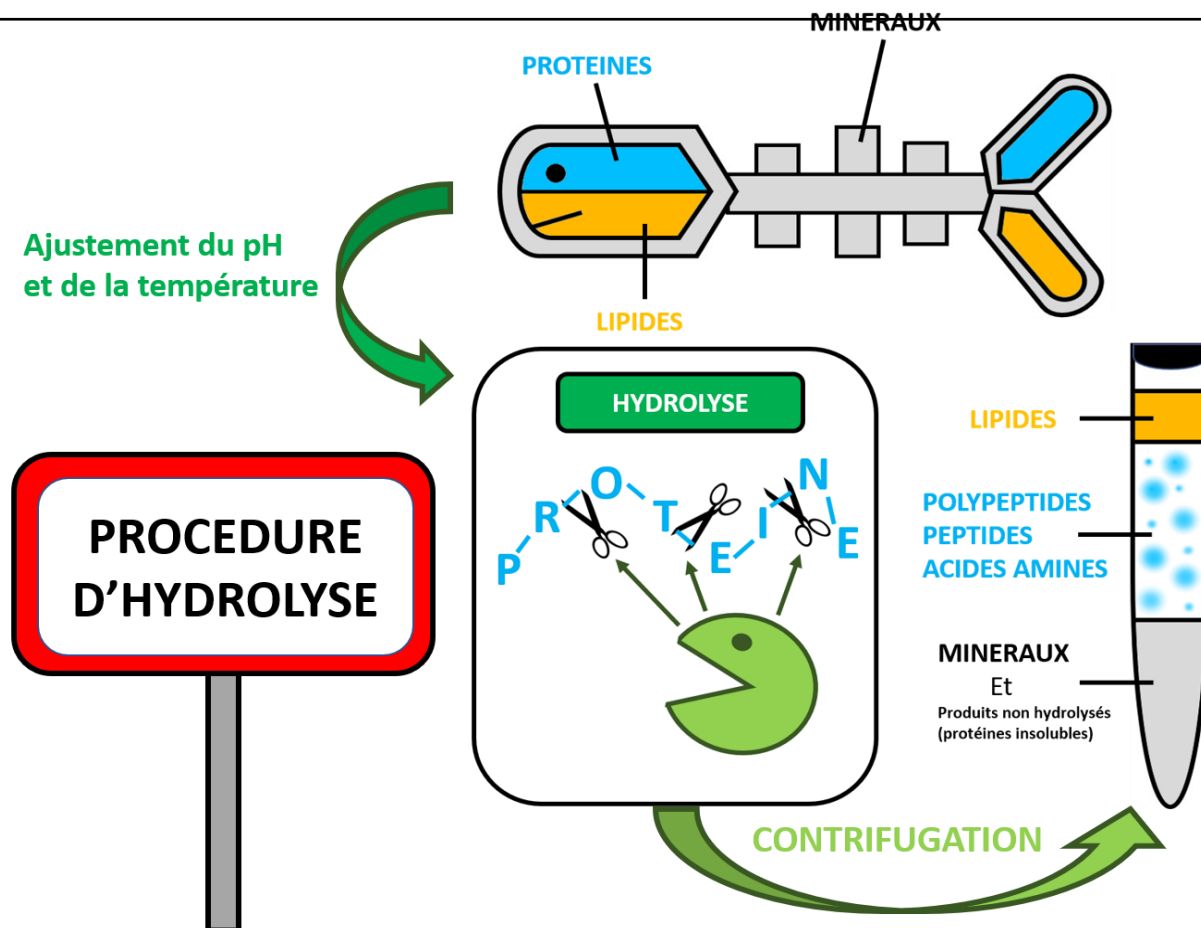 MINERAUX
PROTEINES
LIPIDES
Ajustement du pH
et de la température
HYDROLYSE
PROTEINE
PROCEDURE
D’HYDROLYSE
LIPIDES
POLYPEPTIDES
PEPTIDES
ACIDES AMINES
MINERAUX
Et
Produits non hydrolysés
(protéines insolubles)
CONTRIFUGATION